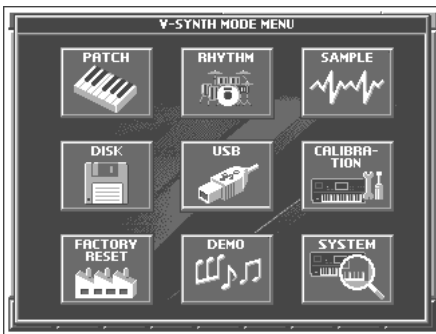 V-SYNTH MODE MENU
PATCH
RHYTHM
SAMPLE
DISK
USB
CALIBRA-
TION
FACTORY
RESET
DEMO
SYSTEM